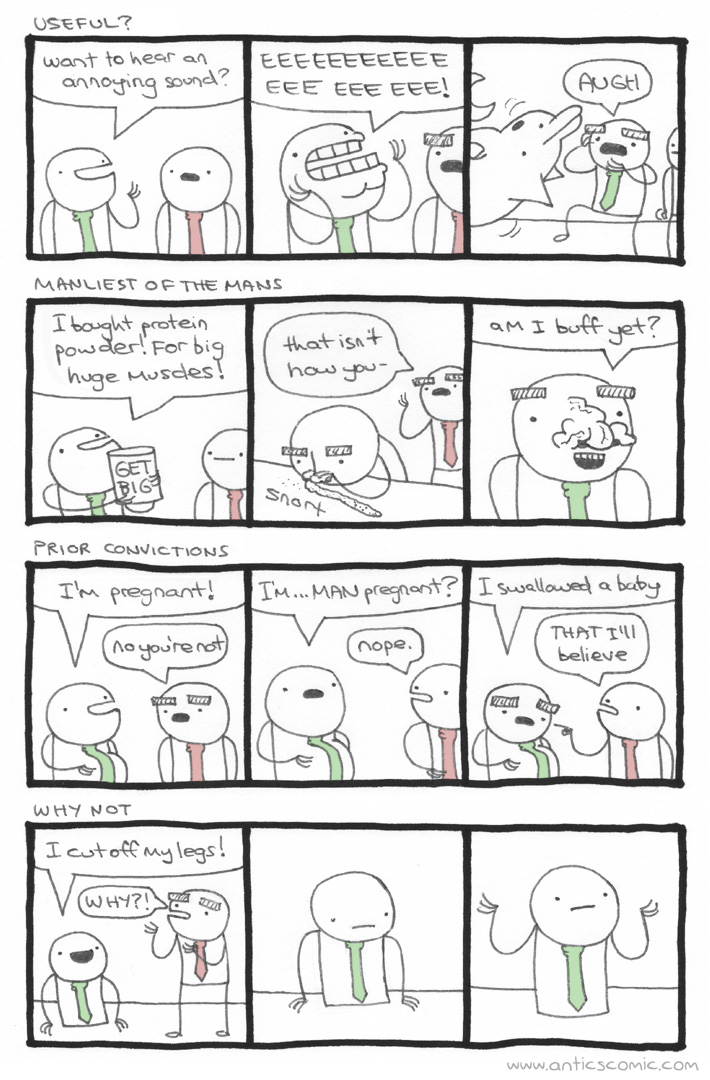 USEFUL?
want to hear an
annoying sound?
EEEEEEEEEEE
EEE EEE EEE!
AUGH
MANLIEST OF THE MANS
I bought protein
powder! For big
huge muscles!
GET
BIG
that isn't
how you-
snort
am I buff yet?
PRIOR CONVICTIONS
I'm pregnant!
no you're not
I'm...MAN pregnant?
nope.
I swallowed a baby
THAT I'll
believe
WHY NOT
I cut off my legs!
WHY?!
www.anticscomic.com